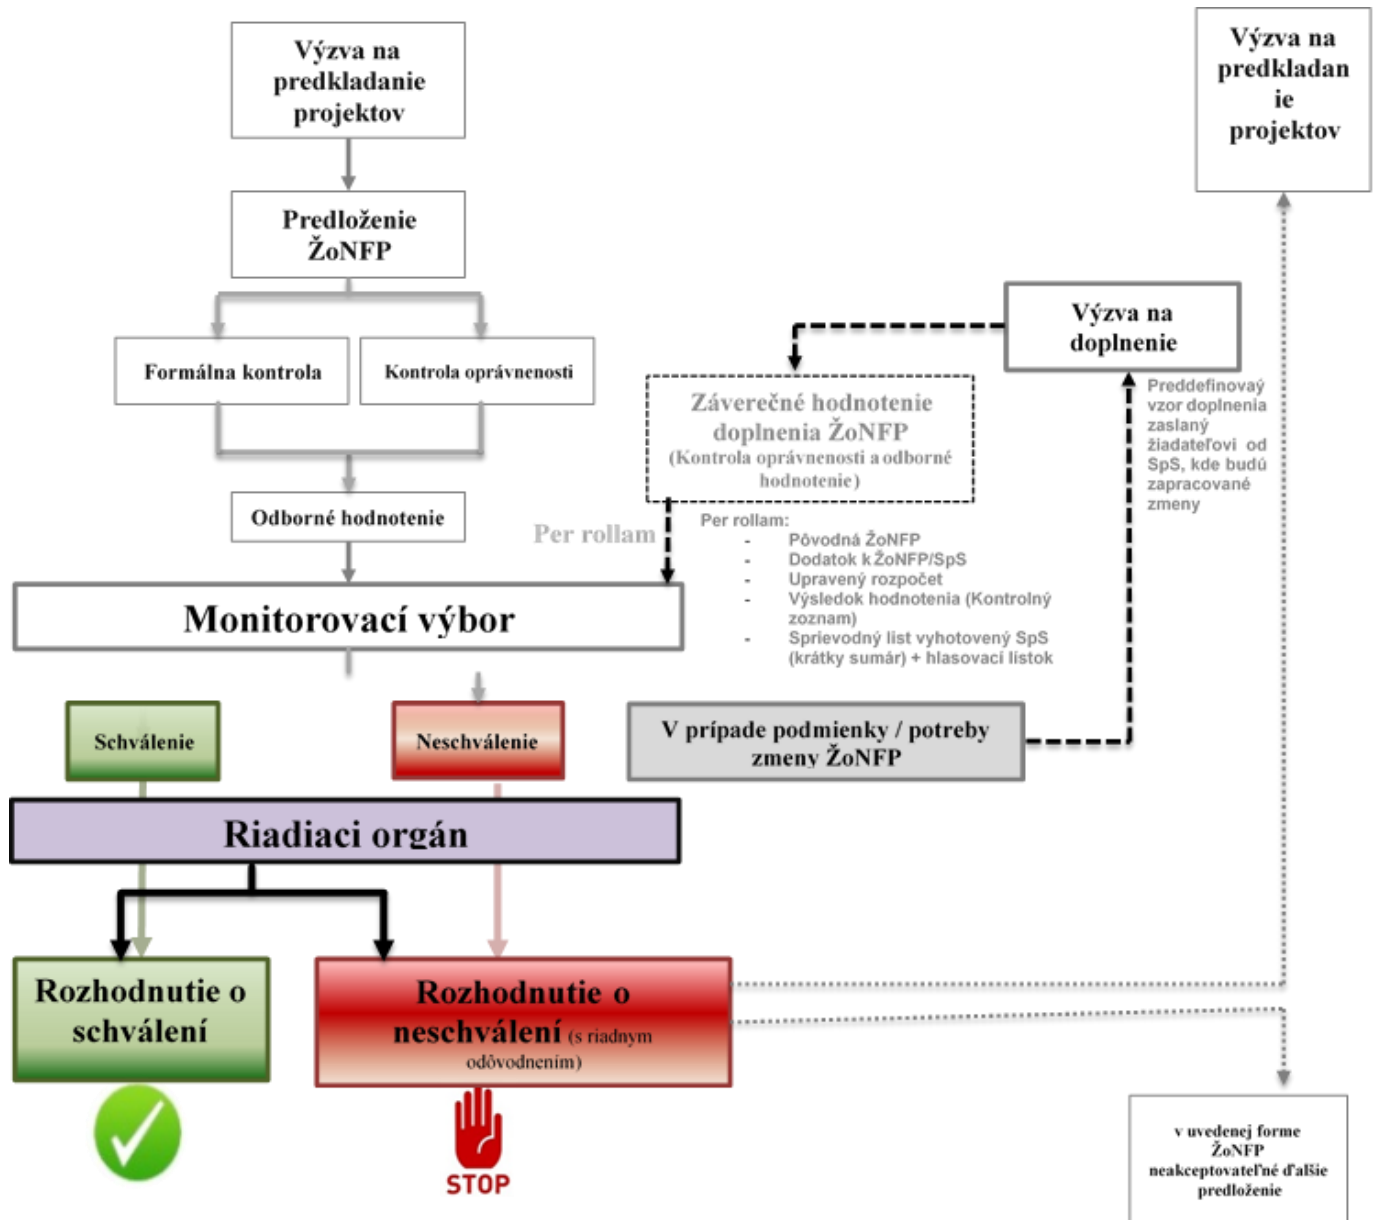 Výzva na
predkladanie
projektov
Výzva na
predkladan
ie
projektov
Predloženie
ŽoNFP
Formálna kontrola
Kontrola oprávnenosti
Výzva na
doplnenie
Preddefinovaý
vzor doplnenia
zaslaný
žiadateľovi od
SpS, kde budú
zapracované
zmeny
Záverečné hodnotenie
doplnenia ŽoNFP
(Kontrola oprávnenosti a odborné
hodnotenie)
Odborné hodnotenie
Per rollam
Per rollam:
- Pôvodná ŽoNFP
- Dodatok k ŽoNFP/SpS
- Upravený rozpočet
- Výsledok hodnotenia (Kontrolný
zoznam)
- Sprievodný list vyhotovený SpS
(krátky sumár) + hlasovací lístok
Monitorovací výbor
Schválenie
Neschválenie
V prípade podmienky / potreby
zmeny ŽoNFP
Riadiaci orgán
Rozhodnutie o
schválení
Rozhodnutie o
neschválení (s riadnym
odôvodnením)
STOP
v uvedenej forme
ŽoNFP
neakceptovateľné ďalšie
predloženie